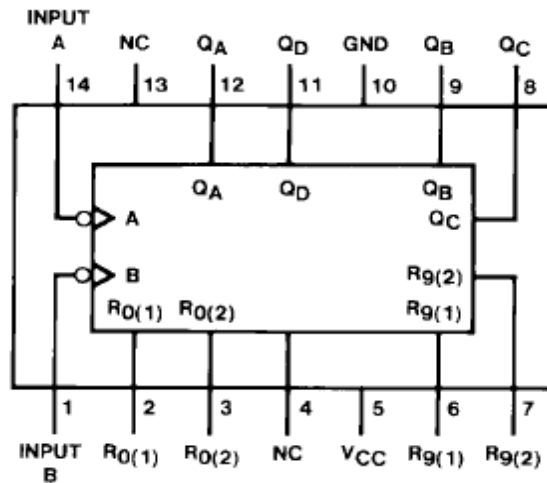 INPUT
A NC QA QD GND QB QC
14 13 12 11 10 9 8
QA QD QB
QC
A
B R9(2)
R0(1) R0(2) R9(1)
1 2 3 4 5 6 7
INPUT R0(1) R0(2) NC VCC R9(1) R9(2)
B